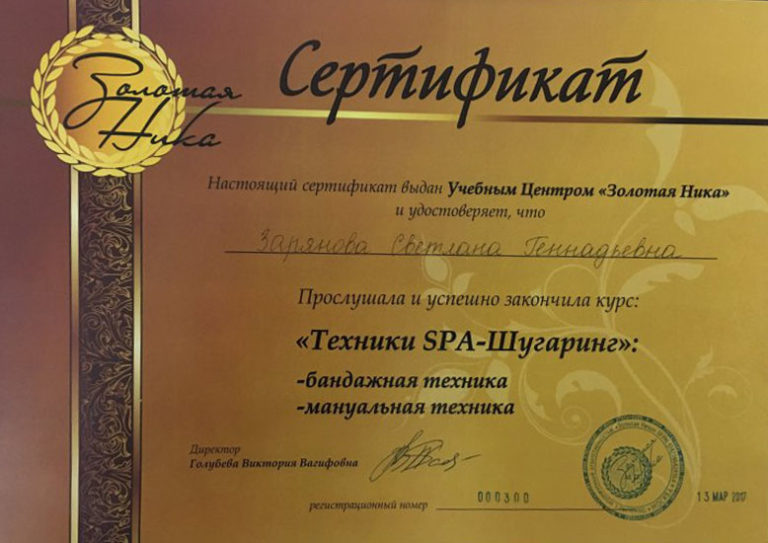 Золотая
Ника
Сертификат
Настоящий сертификат выдан Учебным Центром «Золотая Ника»
и удостоверяет, что
Зарянова Светлана Геннадьевна
Прослушала и успешно закончила курс:
«Техники SPA-Шугаринг»:
-бандажная техника
-мануальная техника
Директор
Голубева Виктория Вагифовна
регистрационный номер
000300
13 МАР 2017